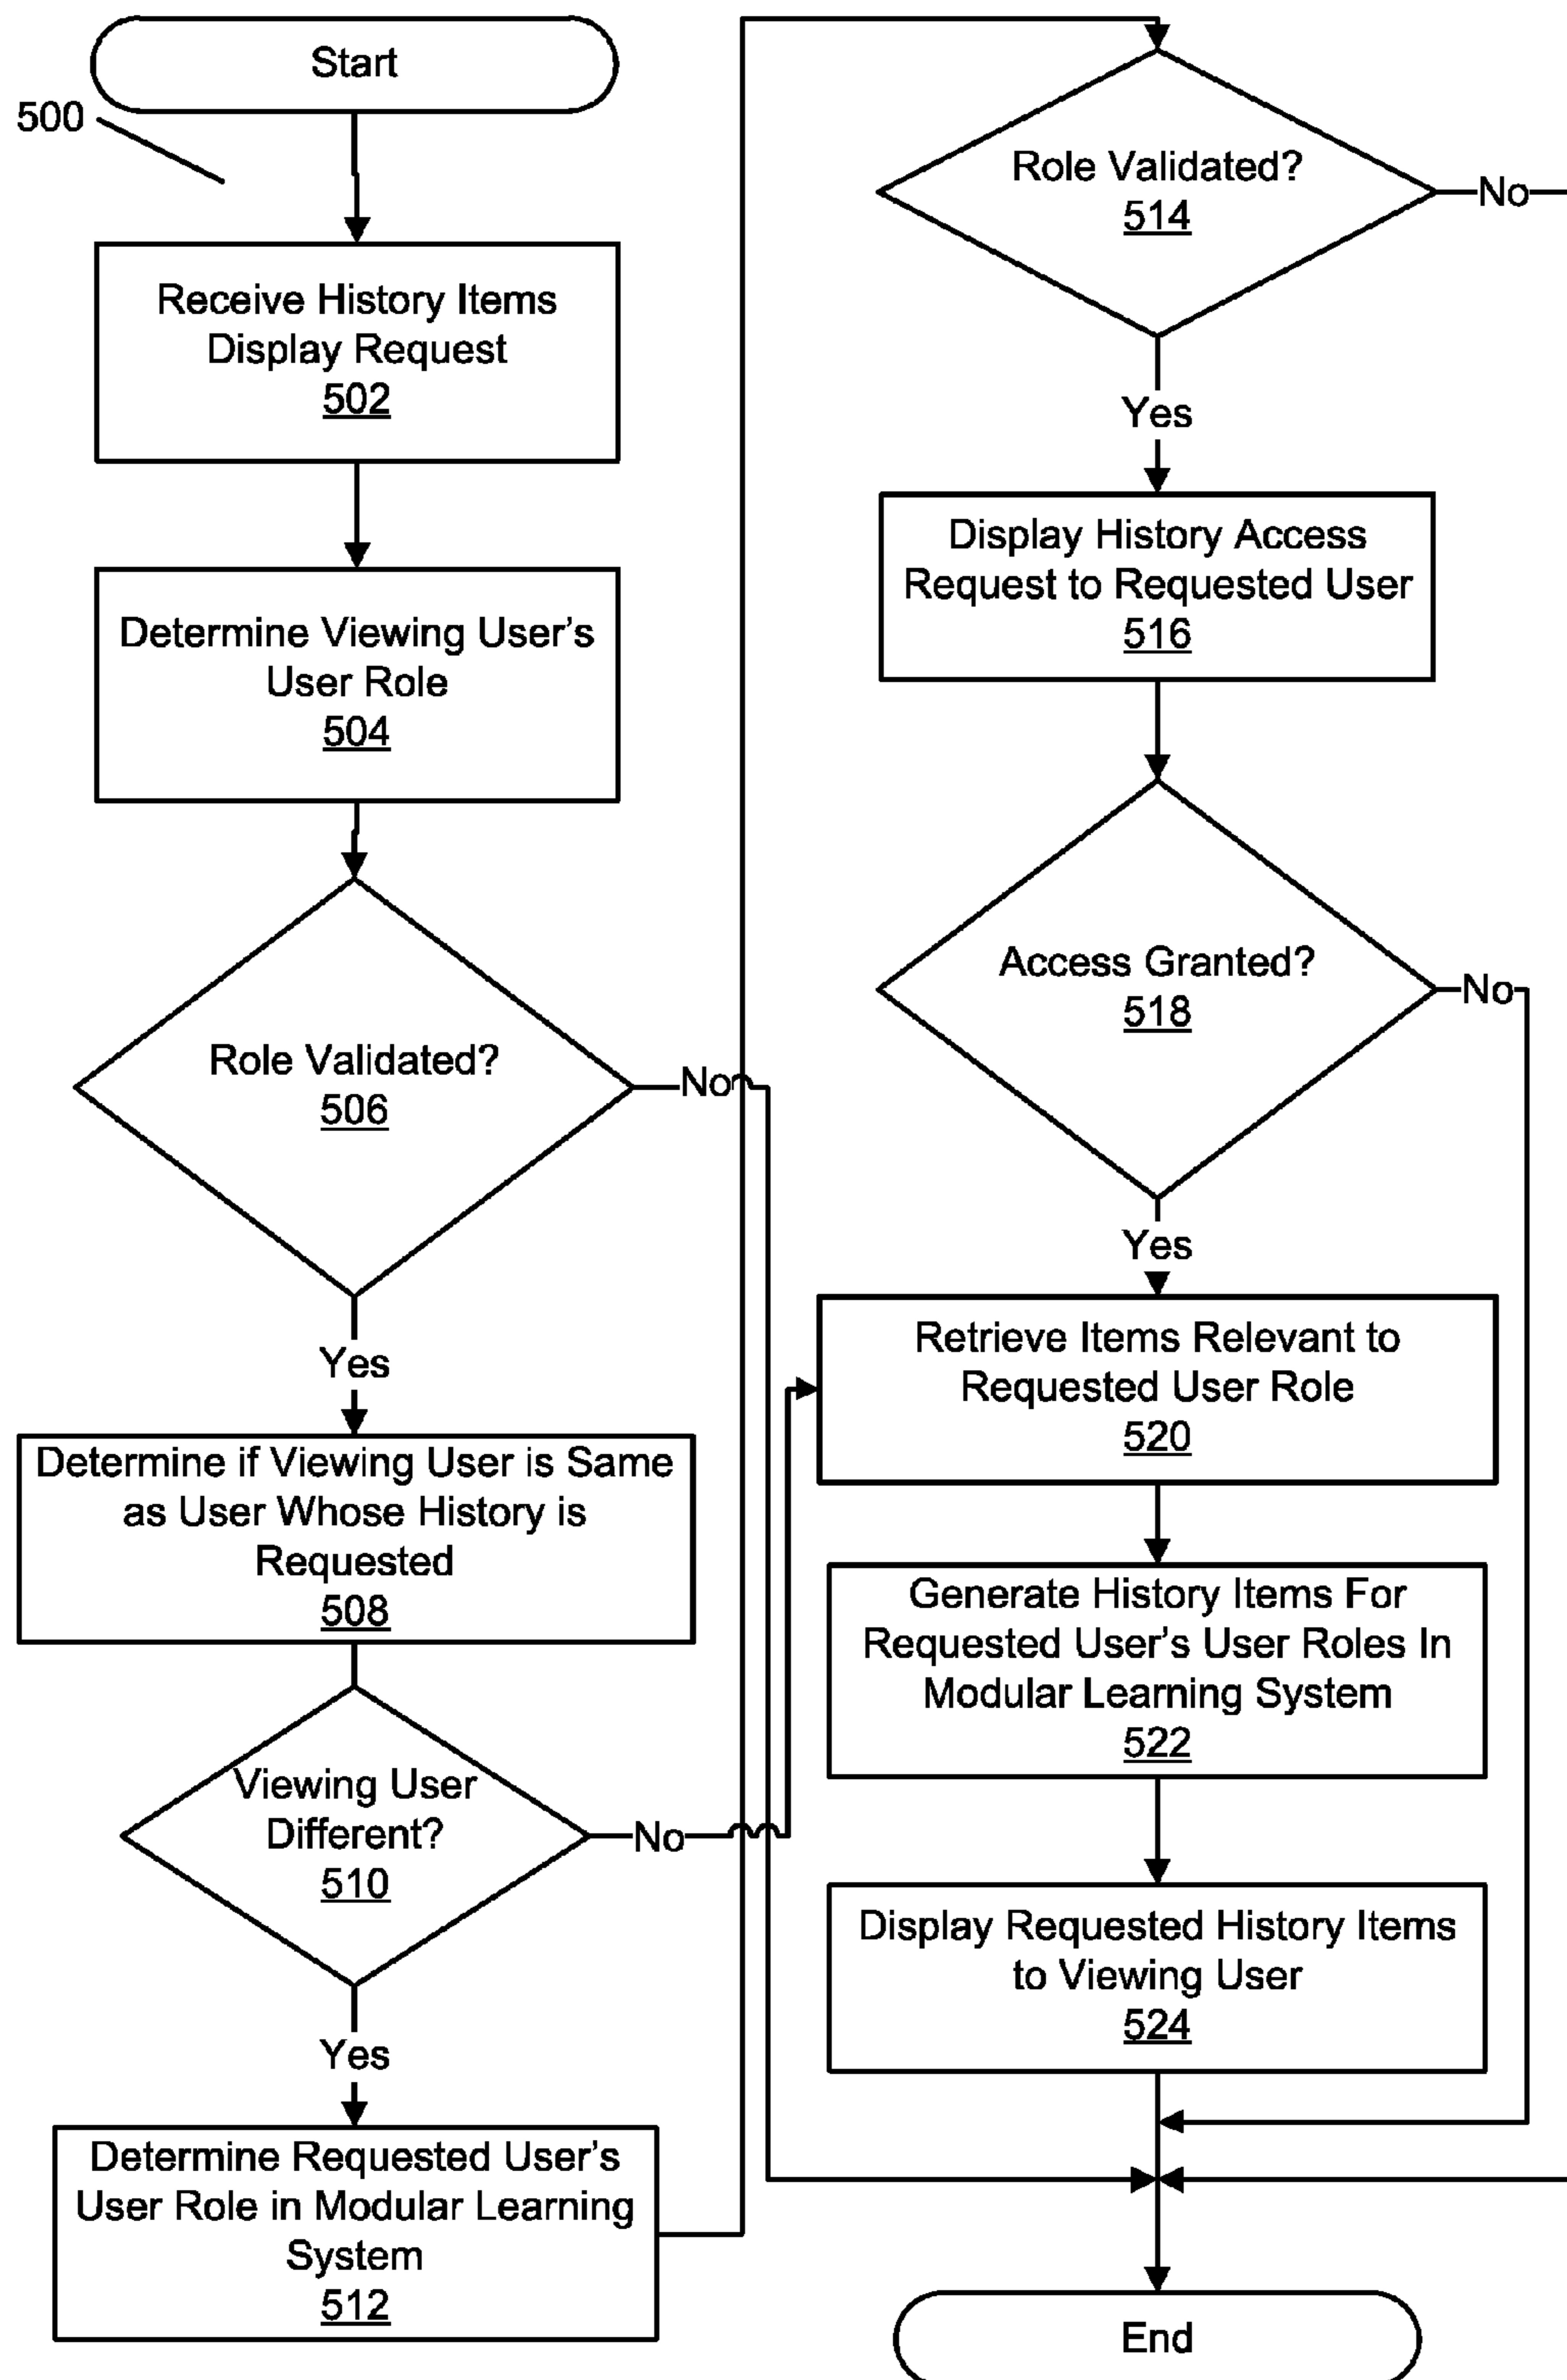 Start
500
Receive History Items
Display Request
502
Determine Viewing User's
User Role
504
Role Validated?
506
No
Yes
Determine if Viewing User is Same
as User Whose History is
Requested
508
Viewing User
Different?
510
No
Yes
Determine Requested User's
User Role in Modular Learning
System
512
Role Validated?
514
No
Yes
Display History Access
Request to Requested User
516
Access Granted?
518
No
Yes
Retrieve Items Relevant to
Requested User Role
520
Generate History Items For
Requested User's User Roles In
Modular Learning System
522
Display Requested History Items
to Viewing User
524
End